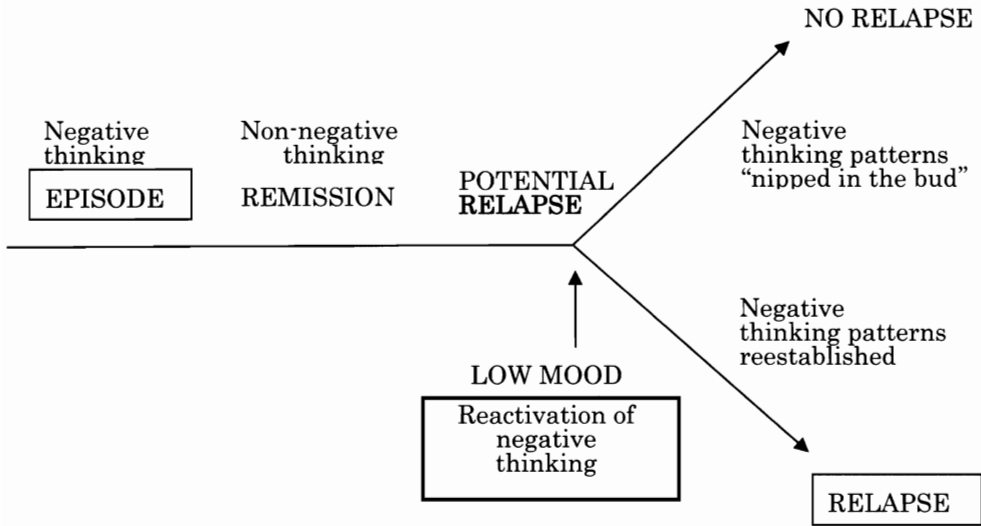 NO RELAPSE
Negative
thinking
EPISODE
Non-negative
thinking
REMISSION
POTENTIAL
RELAPSE
Negative
thinking patterns
“nipped in the bud”
Negative
thinking patterns
reestablished
LOW MOOD
Reactivation of
negative
thinking
RELAPSE